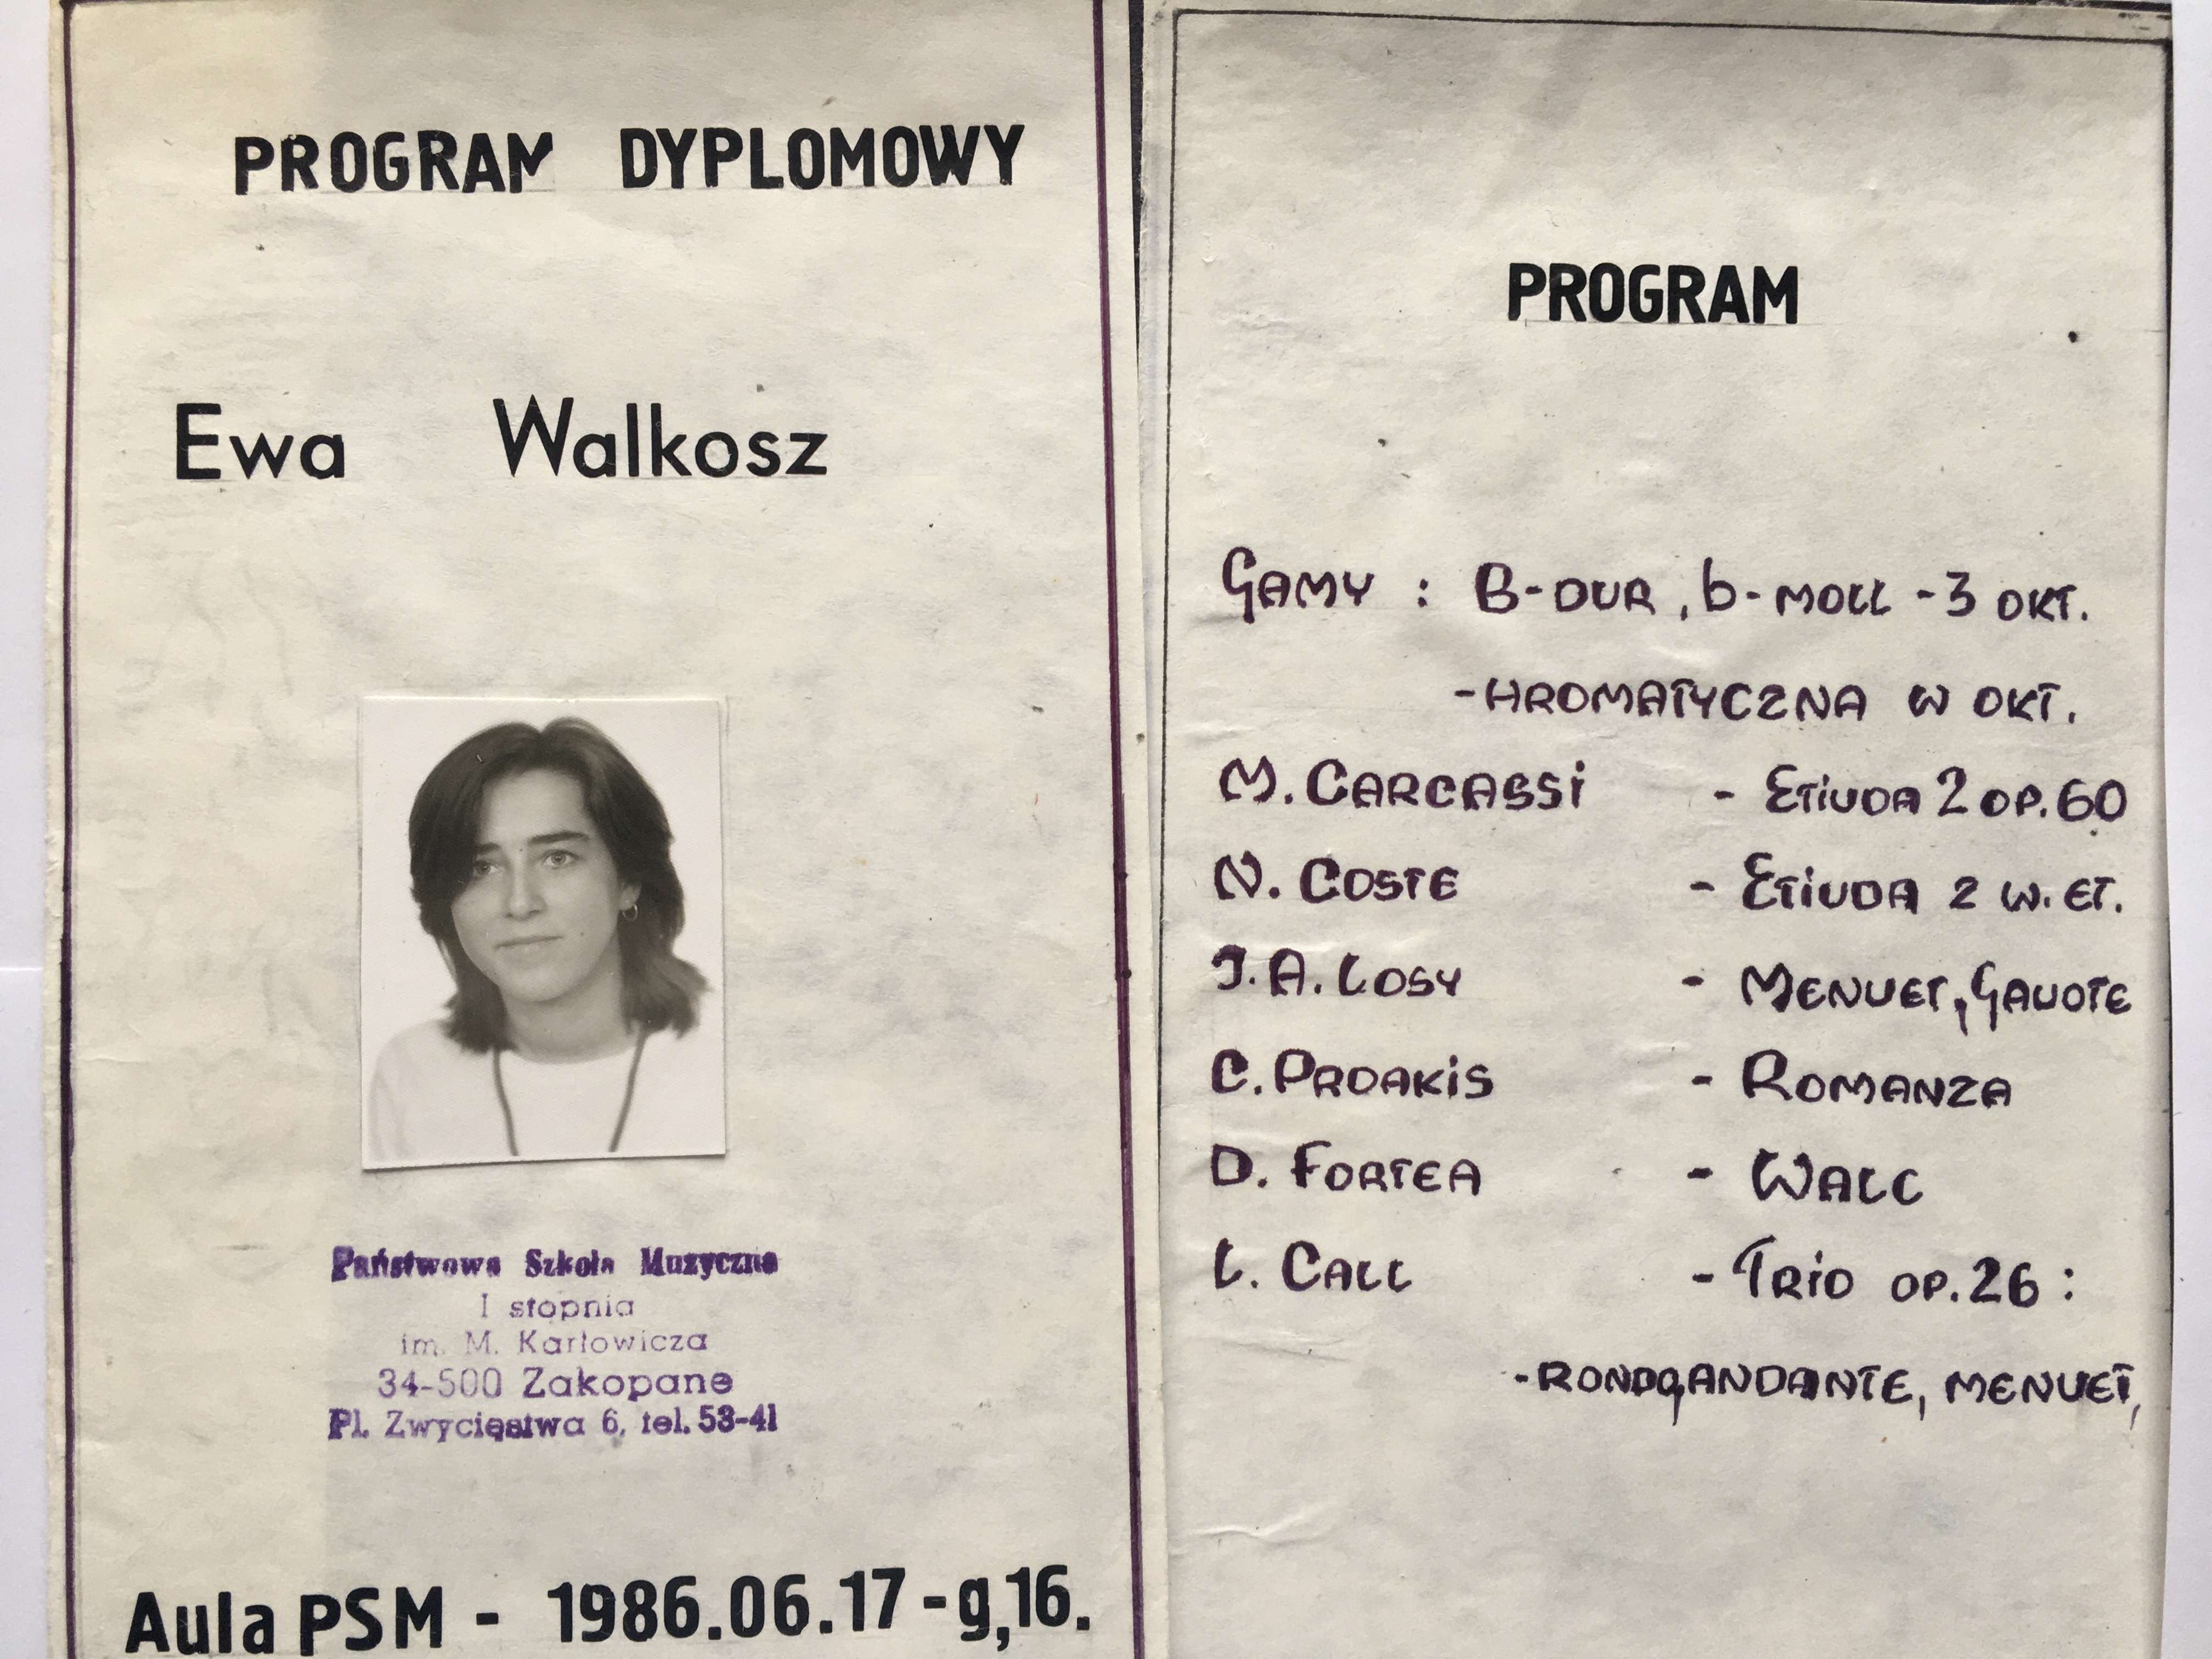 PROGRAM DYPLOMOWY
Ewa Walkosz
Państwowa Szkoła Muzyczna
I stopnia
im. M. Karłowicza
34-500 Zakopane
Pl. Zwycięstwa 6, tel. 53-41
Aula PSM - 1986.06.17 - g,16.
PROGRAM
GAMY : B-DUR, b-MOLL - 3 OKT.
-HROMATYCZNA W OKT.
M. CARCASSI - ETIUDA 2 OP. 60
N. COSTE - ETIUDA 2 W. ET.
J. A. LOSY - MENUET, GAVOTE
C. PROAKIS - ROMANZA
D. FORTEA - WALC
L. CALL - TRIO OP. 26 :
-RONDO, ANDANTE, MENUET,